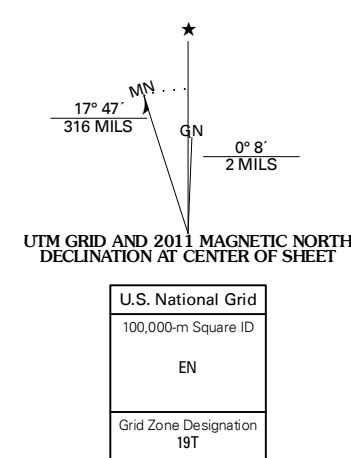 ★
MN
17° 47´
316 MILS
GN
0° 8´
2 MILS
UTM GRID AND 2011 MAGNETIC NORTH
DECLINATION AT CENTER OF SHEET
U.S. National Grid
100,000-m Square ID
EN
Grid Zone Designation
19T